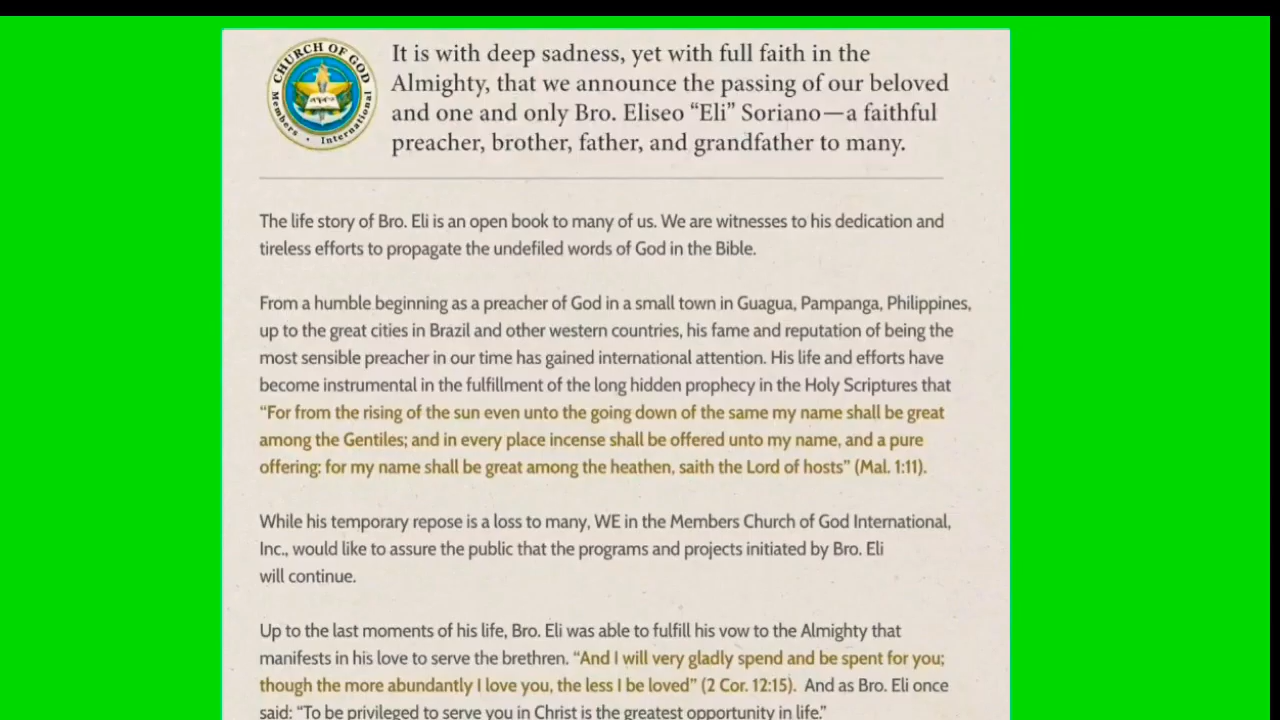 CHURCH OF GOD
Members • International
It is with deep sadness, yet with full faith in the
Almighty, that we announce the passing of our beloved
and one and only Bro. Eliseo “Eli” Soriano—a faithful
preacher, brother, father, and grandfather to many.
The life story of Bro. Eli is an open book to many of us. We are witnesses to his dedication and
tireless efforts to propagate the undefiled words of God in the Bible.
From a humble beginning as a preacher of God in a small town in Guagua, Pampanga, Philippines,
up to the great cities in Brazil and other western countries, his fame and reputation of being the
most sensible preacher in our time has gained international attention. His life and efforts have
become instrumental in the fulfillment of the long hidden prophecy in the Holy Scriptures that
“For from the rising of the sun even unto the going down of the same my name shall be great
among the Gentiles; and in every place incense shall be offered unto my name, and a pure
offering: for my name shall be great among the heathen, saith the Lord of hosts” (Mal. 1:11).
While his temporary repose is a loss to many, WE in the Members Church of God International,
Inc., would like to assure the public that the programs and projects initiated by Bro. Eli
will continue.
Up to the last moments of his life, Bro. Eli was able to fulfill his vow to the Almighty that
manifests in his love to serve the brethren. “And I will very gladly spend and be spent for you;
though the more abundantly I love you, the less I be loved” (2 Cor. 12:15). And as Bro. Eli once
said: “To be privileged to serve you in Christ is the greatest opportunity in life.”